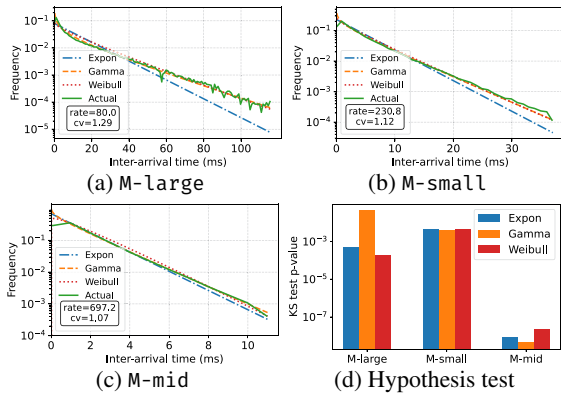 10⁻¹
10⁻²
10⁻³
10⁻⁴
10⁻⁵
Frequency
Expon
Gamma
Weibull
Actual
rate=80.0
cv=1.29
0 20 40 60 80 100
Inter-arrival time (ms)
(a) M-large
10⁻¹
10⁻²
10⁻³
10⁻⁴
Frequency
Expon
Gamma
Weibull
Actual
rate=230.8
cv=1.12
0 10 20 30
Inter-arrival time (ms)
(b) M-small
10⁻¹
10⁻²
10⁻³
10⁻⁴
Frequency
Expon
Gamma
Weibull
Actual
rate=697.2
cv=1.07
0 2 4 6 8 10
Inter-arrival time (ms)
(c) M-mid
10⁻³
10⁻⁵
10⁻⁷
KS test p-value
Expon
Gamma
Weibull
M-large M-small M-mid
(d) Hypothesis test